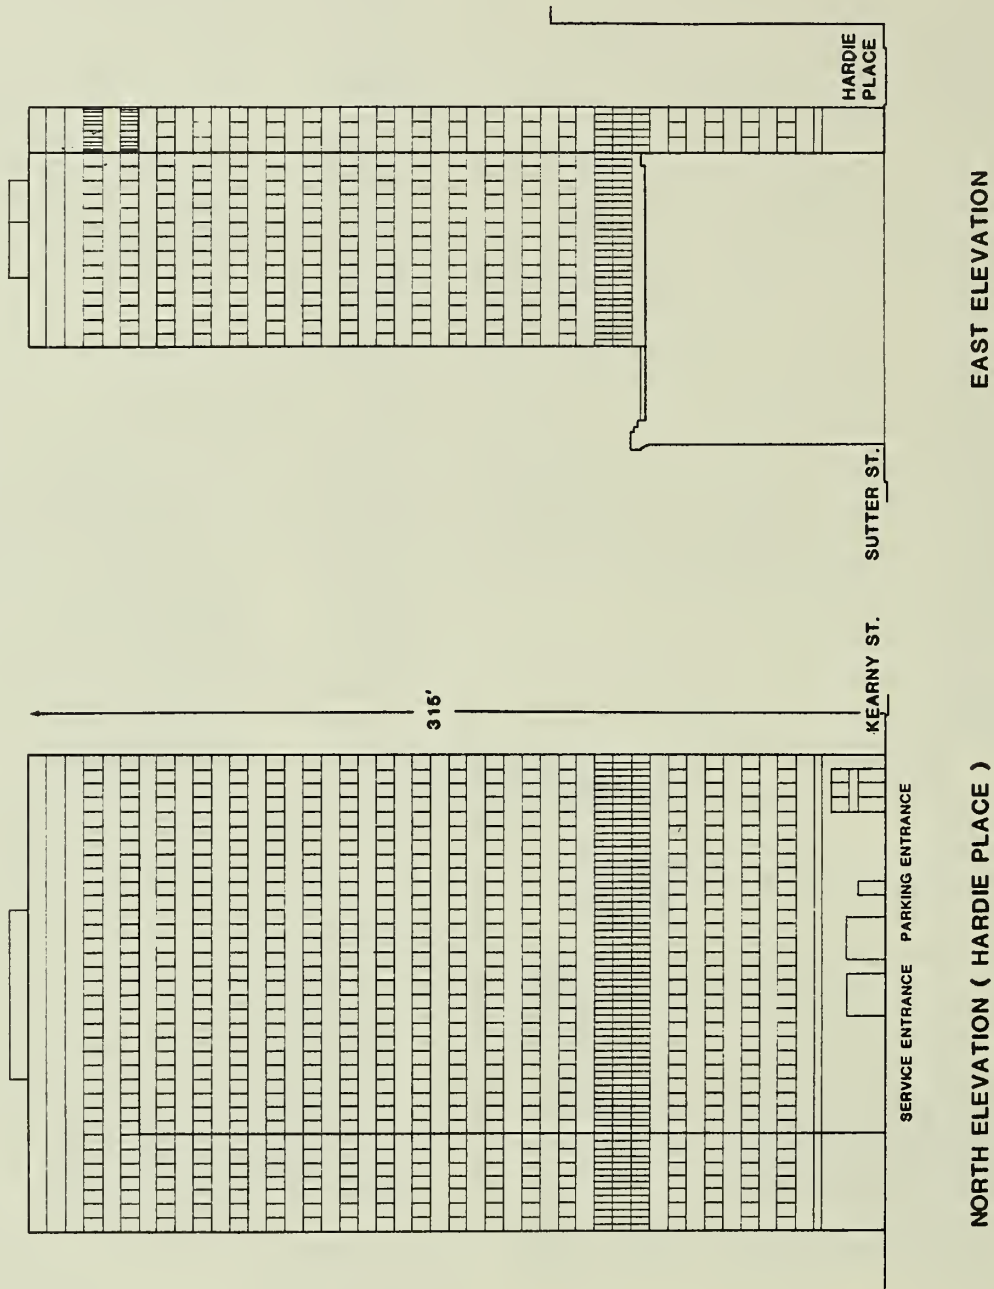 HARDIE
PLACE
315'
KEARNY ST.
SUTTER ST.
SERVICE ENTRANCE
PARKING ENTRANCE
NORTH ELEVATION ( HARDIE PLACE )
EAST ELEVATION